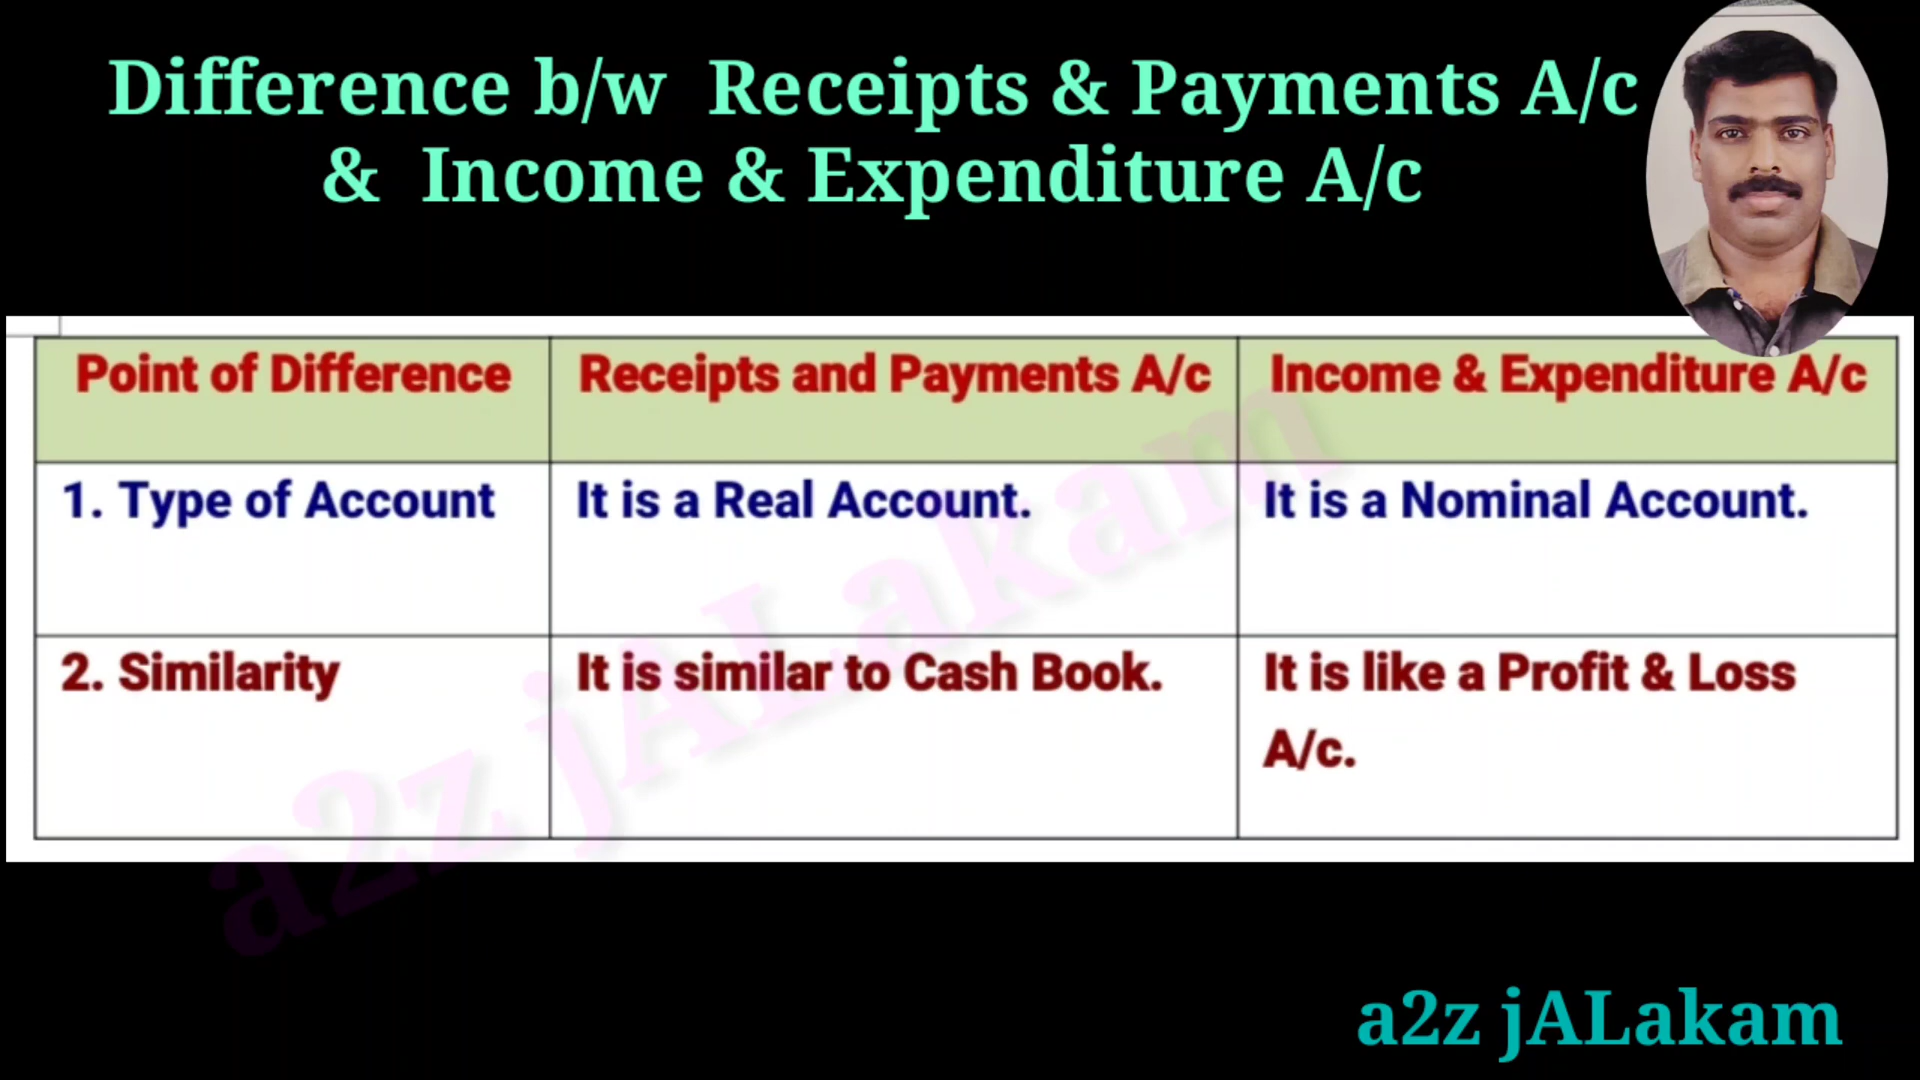 Difference b/w Receipts & Payments A/c
& Income & Expenditure A/c
Point of Difference
Receipts and Payments A/c
Income & Expenditure A/c
1. Type of Account
It is a Real Account.
It is a Nominal Account.
2. Similarity
It is similar to Cash Book.
It is like a Profit & Loss
A/c.
a2z jALakam
a2z jALakam